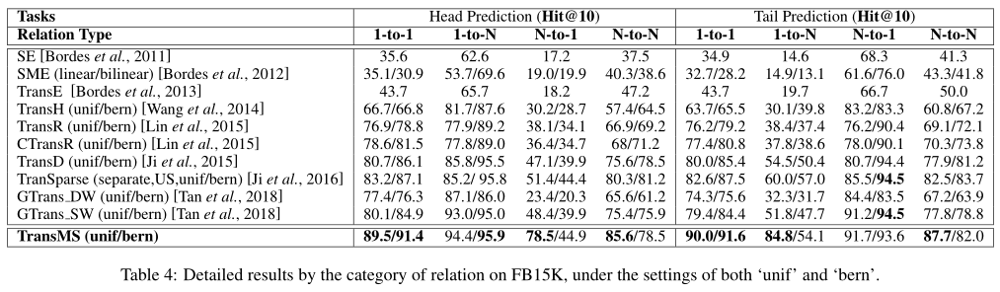 Tasks Head Prediction (Hit@10) Tail Prediction (Hit@10)
Relation Type 1-to-1 1-to-N N-to-1 N-to-N 1-to-1 1-to-N N-to-1 N-to-N
SE [Bordes et al., 2011] 35.6 62.6 17.2 37.5 34.9 14.6 68.3 41.3
SME (linear/bilinear) [Bordes et al., 2012] 35.1/30.9 53.7/69.6 19.0/19.9 40.3/38.6 32.7/28.2 14.9/13.1 61.6/76.0 43.3/41.8
TransE [Bordes et al., 2013] 43.7 65.7 18.2 47.2 43.7 19.7 66.7 50.0
TransH (unif/bern) [Wang et al., 2014] 66.7/66.8 81.7/87.6 30.2/28.7 57.4/64.5 63.7/65.5 30.1/39.8 83.2/83.3 60.8/67.2
TransR (unif/bern) [Lin et al., 2015] 76.9/78.8 77.9/89.2 38.1/34.1 66.9/69.2 76.2/79.2 38.4/37.4 76.2/90.4 69.1/72.1
CTransR (unif/bern) [Lin et al., 2015] 78.6/81.5 77.8/89.0 36.4/34.7 68/71.2 77.4/80.8 37.8/38.6 78.0/90.1 70.3/73.8
TransD (unif/bern) [Ji et al., 2015] 80.7/86.1 85.8/95.5 47.1/39.9 75.6/78.5 80.0/85.4 54.5/50.4 80.7/94.4 77.9/81.2
TranSparse (separate,US,unif/bern) [Ji et al., 2016] 83.2/87.1 85.2/ 95.8 51.4/44.4 80.3/81.2 82.6/87.5 60.0/57.0 85.5/94.5 82.5/83.7
GTrans_DW (unif/bern) [Tan et al., 2018] 77.4/76.3 87.1/86.0 23.4/20.3 65.6/61.2 74.3/75.6 32.3/31.7 84.4/83.5 67.2/63.9
GTrans_SW (unif/bern) [Tan et al., 2018] 80.1/84.9 93.0/95.0 48.4/39.9 75.4/75.9 79.4/84.4 51.8/47.7 91.2/94.5 77.8/78.8
TransMS (unif/bern) 89.5/91.4 94.4/95.9 78.5/44.9 85.6/78.5 90.0/91.6 84.8/54.1 91.7/93.6 87.7/82.0
Table 4: Detailed results by the category of relation on FB15K, under the settings of both ‘unif’ and ‘bern’.